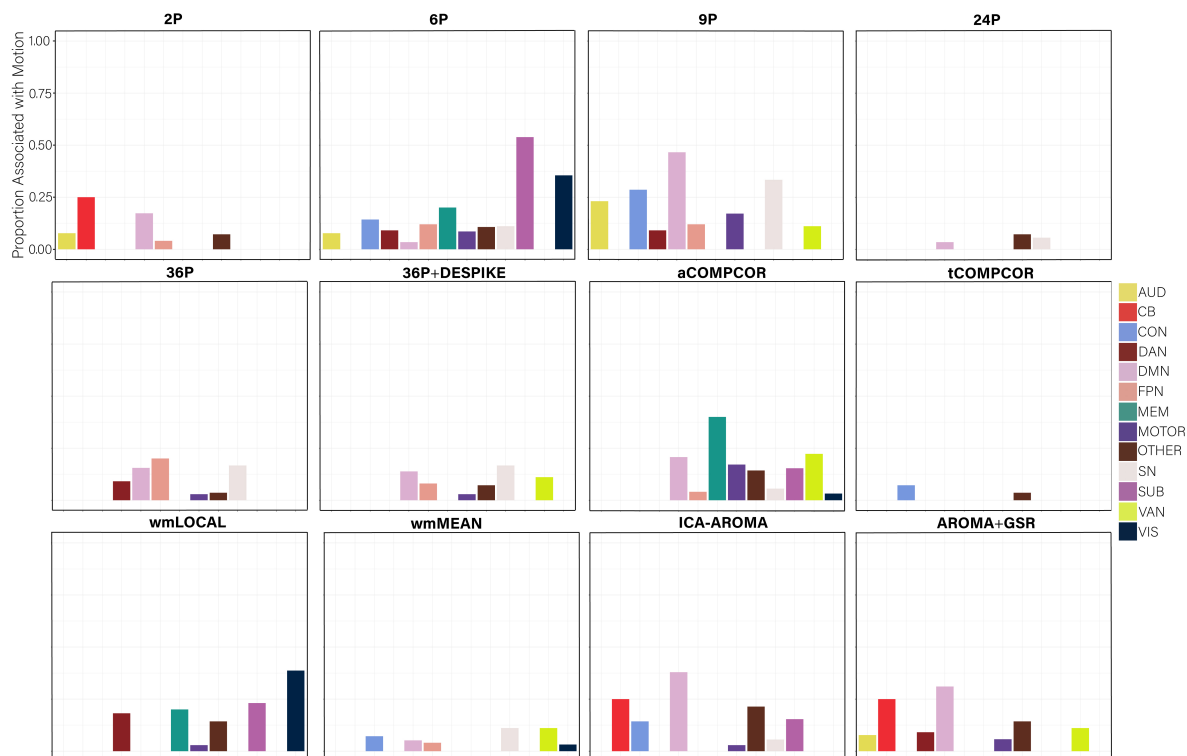 2P
6P
9P
24P
Proportion Associated with Motion
1.00
0.75
0.50
0.25
0.00
36P
36P+DESPIKE
aCOMPCOR
tCOMPCOR
AUD
CB
CON
DAN
DMN
FPN
MEM
MOTOR
OTHER
SN
SUB
VAN
VIS
wmLOCAL
wmMEAN
ICA-AROMA
AROMA+GSR